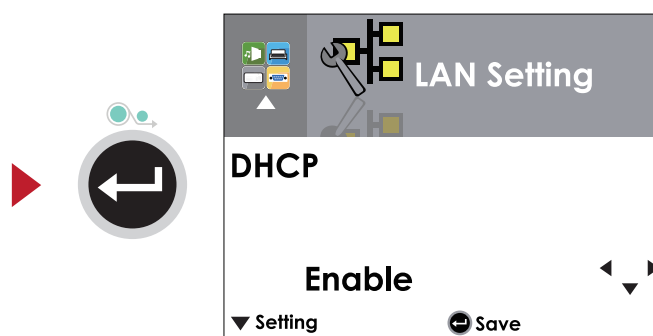 LAN Setting
DHCP
Enable
Setting
Save